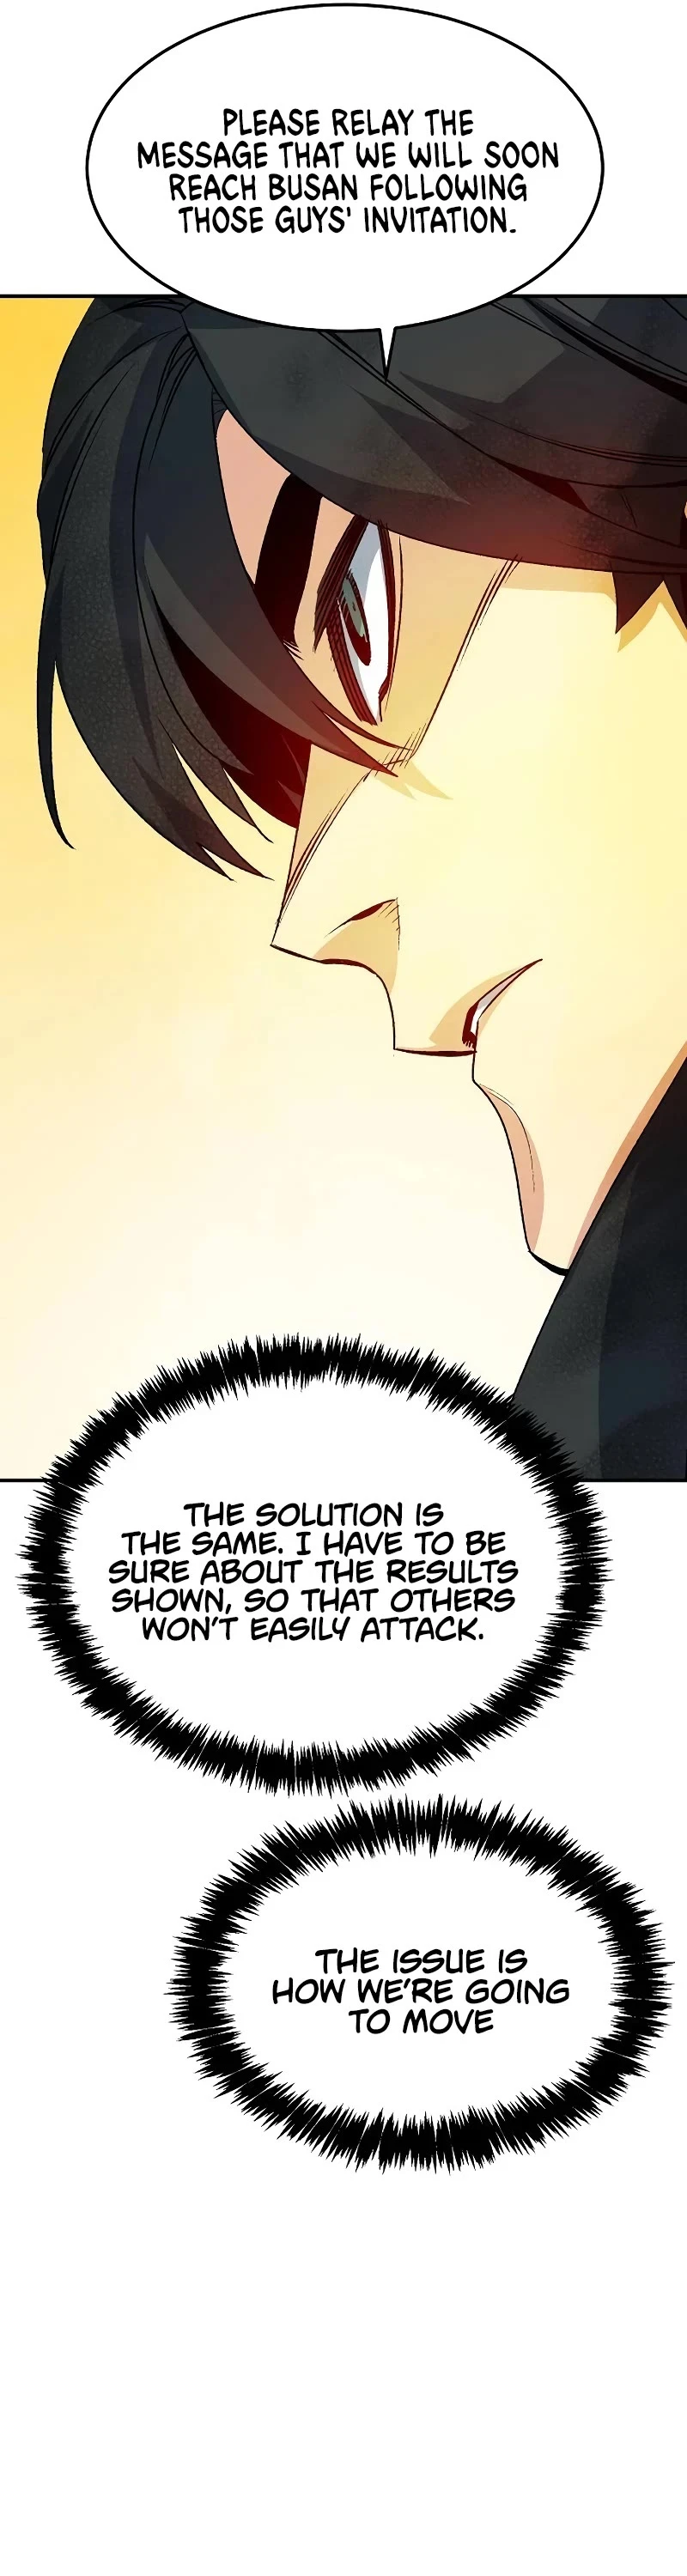 PLEASE RELAY THE
MESSAGE THAT WE WILL SOON
REACH BUSAN FOLLOWING
THOSE GUYS' INVITATION.
THE SOLUTION IS
THE SAME. I HAVE TO BE
SURE ABOUT THE RESULTS
SHOWN, SO THAT OTHERS
WON'T EASILY ATTACK.
THE ISSUE IS
HOW WE'RE GOING
TO MOVE